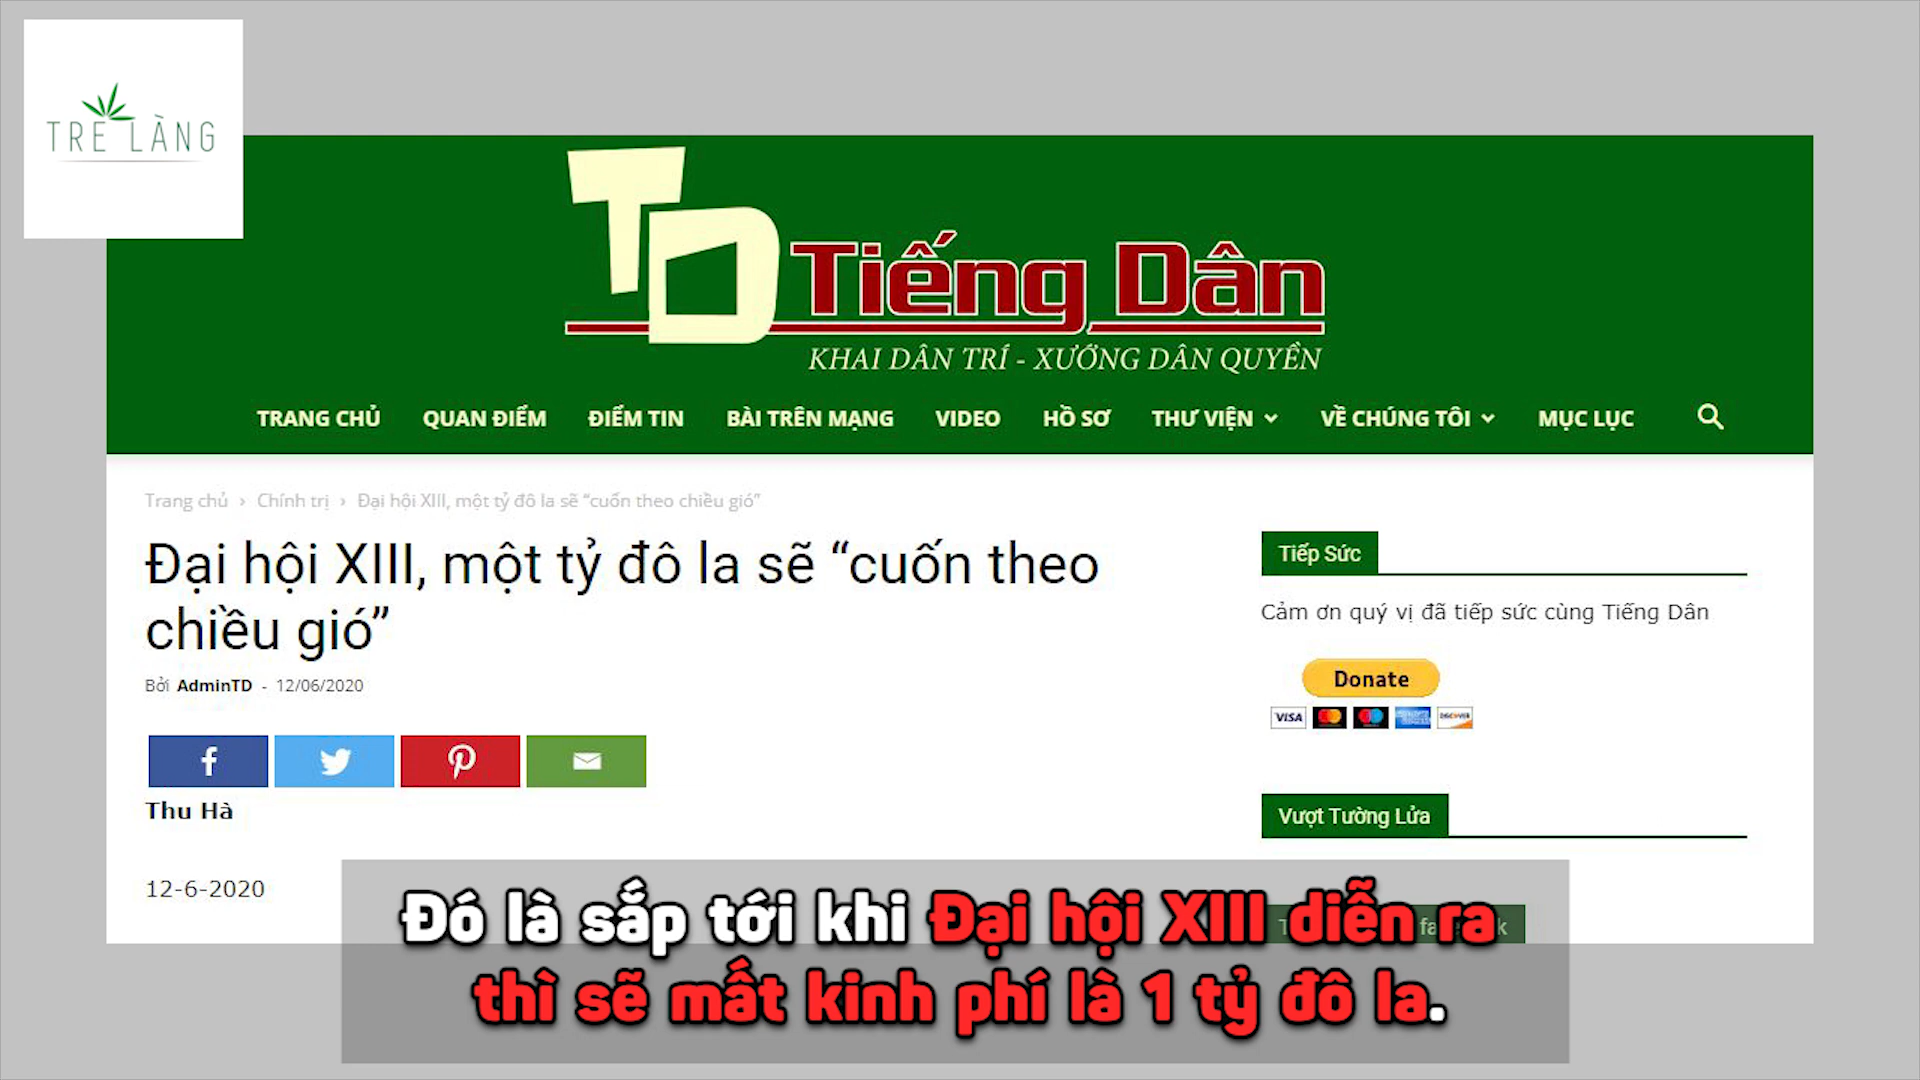 TRE LÀNG
TD Tiếng Dân
KHAI DÂN TRÍ - XƯỚNG DÂN QUYỀN
TRANG CHỦ QUAN ĐIỂM ĐIỂM TIN BÀI TRÊN MẠNG VIDEO HỒ SƠ THƯ VIỆN VỀ CHÚNG TÔI MỤC LỤC
Trang chủ › Chính trị › Đại hội XIII, một tỷ đô la sẽ “cuốn theo chiều gió”
Đại hội XIII, một tỷ đô la sẽ “cuốn theo
chiều gió”
Bởi AdminTD - 12/06/2020
Thu Hà
12-6-2020
Tiếp Sức
Cảm ơn quý vị đã tiếp sức cùng Tiếng Dân
Donate
VISA
DISCOVER
Vượt Tường Lửa
Đó là sắp tới khi Đại hội XIII diễn ra
thì sẽ mất kinh phí là 1 tỷ đô la.